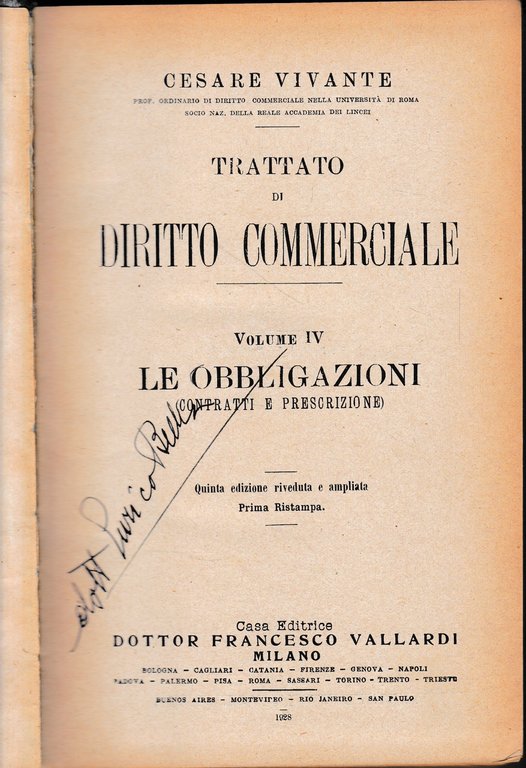 CESARE VIVANTE
PROF. ORDINARIO DI DIRITTO COMMERCIALE NELLA UNIVERSITÀ DI ROMA
SOCIO NAZ. DELLA REALE ACCADEMIA DEI LINCEI
TRATTATO
DI
DIRITTO COMMERCIALE
VOLUME IV
LE OBBLIGAZIONI
(CONTRATTI E PRESCRIZIONE)
dott Enrico
Quinta edizione riveduta e ampliata
Prima Ristampa.
Casa Editrice
DOTTOR FRANCESCO VALLARDI
MILANO
BOLOGNA - CAGLIARI - CATANIA - FIRENZE - GENOVA - NAPOLI
PADOVA - PALERMO - PISA - ROMA - SASSARI - TORINO - TRENTO - TRIESTE
BUENOS AIRES - MONTEVIDEO - RIO JANEIRO - SAN PAULO
1928